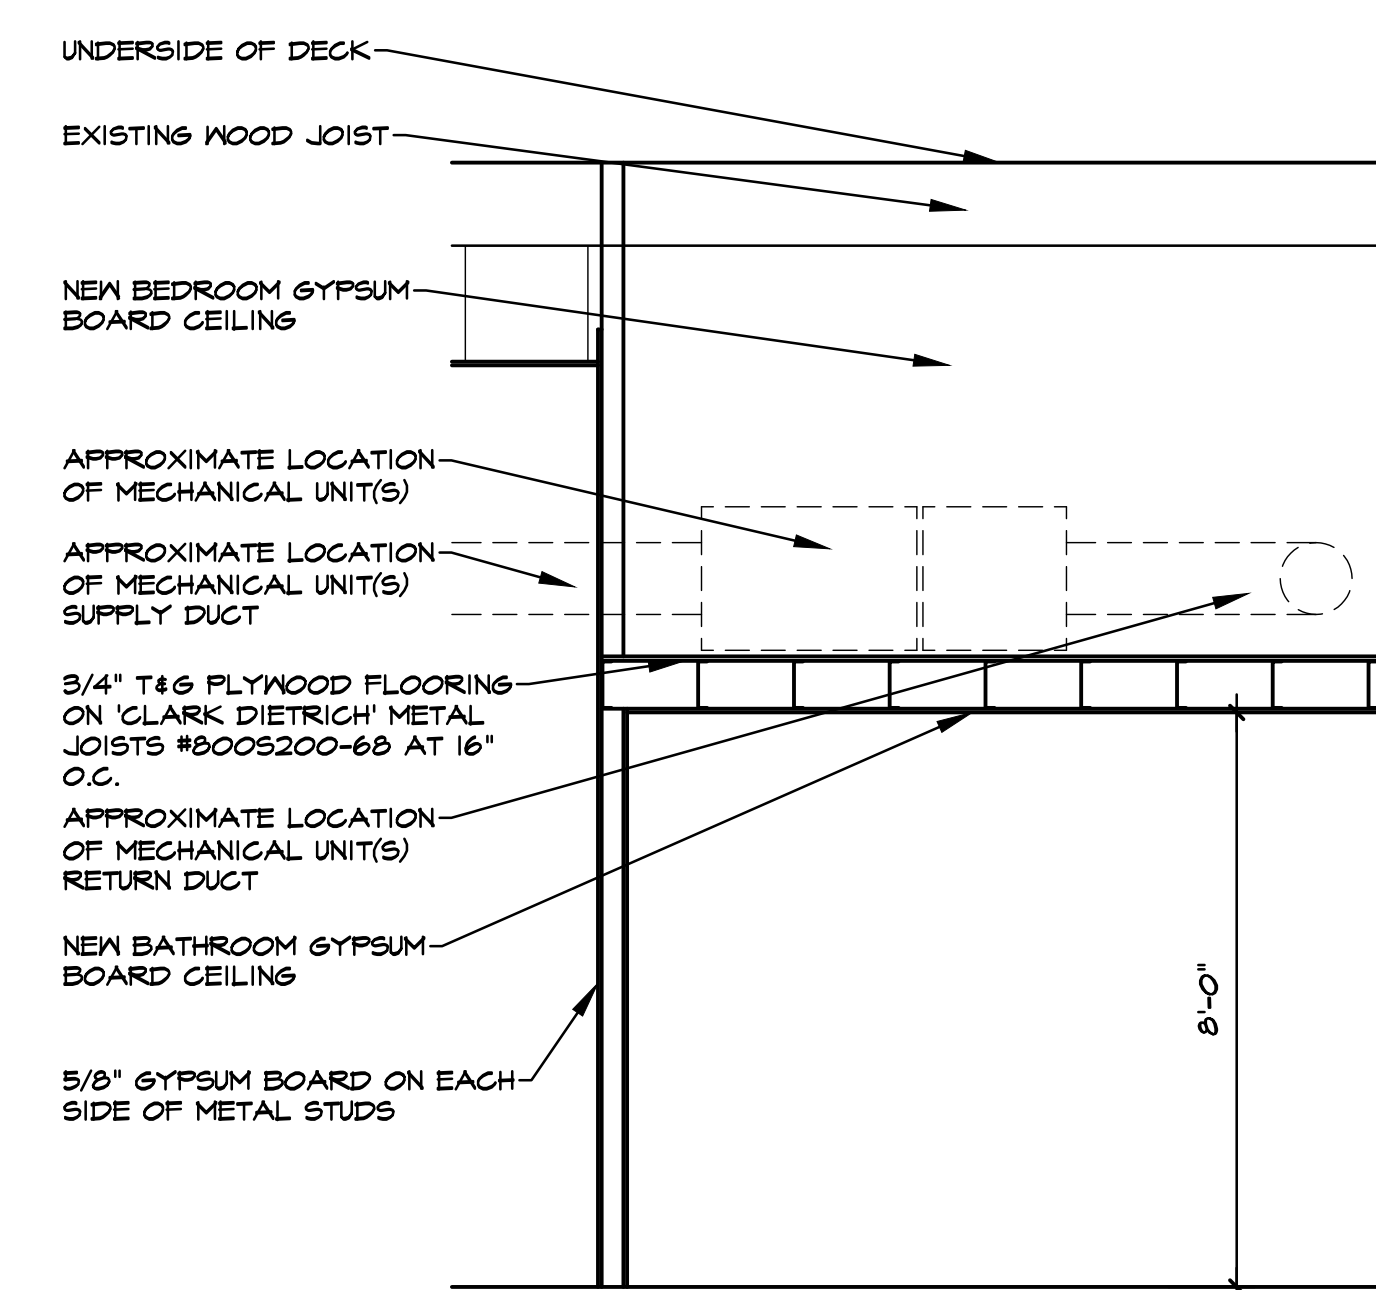 UNDERSIDE OF DECK
EXISTING WOOD JOIST
NEW BEDROOM GYPSUM
BOARD CEILING
APPROXIMATE LOCATION
OF MECHANICAL UNIT(S)
APPROXIMATE LOCATION
OF MECHANICAL UNIT(S)
SUPPLY DUCT
3/4" T&G PLYWOOD FLOORING
ON 'CLARK DIETRICH' METAL
JOISTS #800S200-68 AT 16"
O.C.
APPROXIMATE LOCATION
OF MECHANICAL UNIT(S)
RETURN DUCT
NEW BATHROOM GYPSUM
BOARD CEILING
5/8" GYPSUM BOARD ON EACH
SIDE OF METAL STUDS
8'-0"